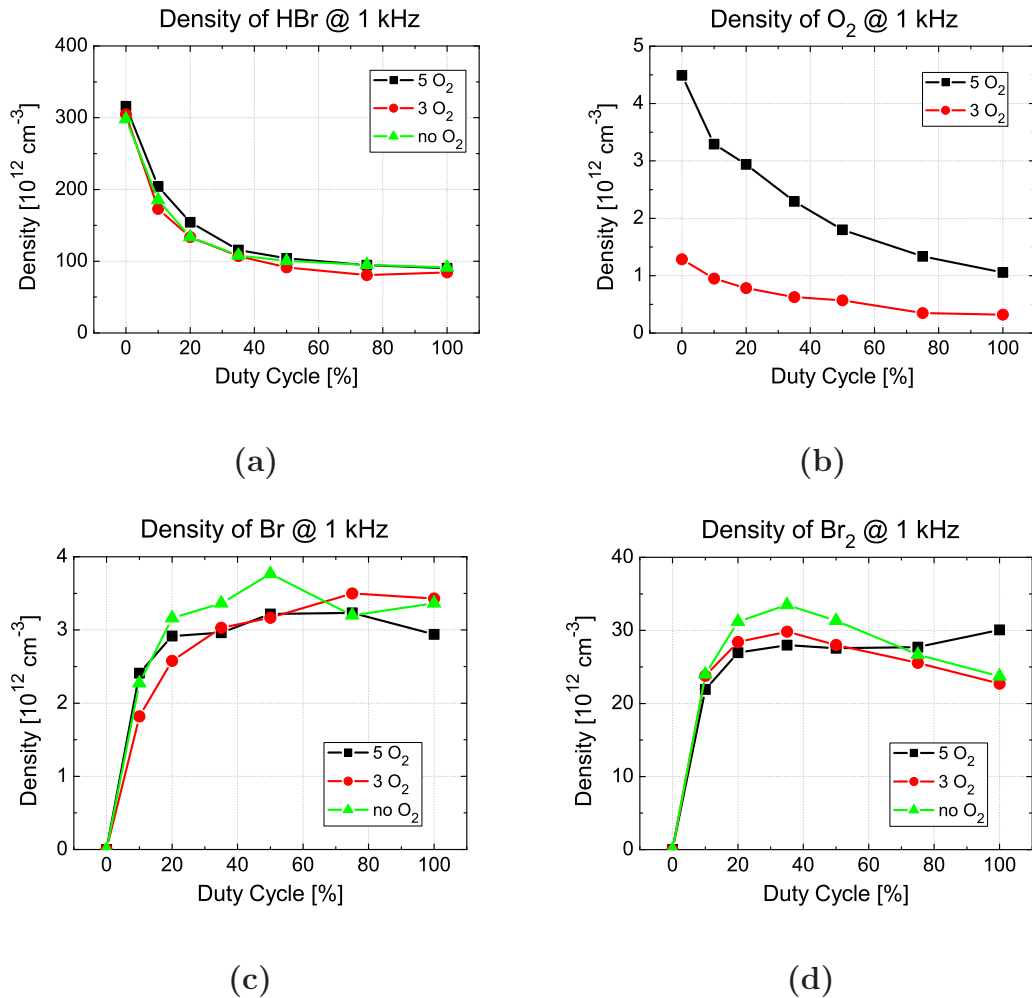 Density of HBr @ 1 kHz
400
300
200
100
0
Density [10^12 cm^-3]
5 O2
3 O2
no O2
0 20 40 60 80 100
Duty Cycle [%]
(a)
Density of O2 @ 1 kHz
5
4
3
2
1
0
Density [10^12 cm^-3]
5 O2
3 O2
0 20 40 60 80 100
Duty Cycle [%]
(b)
Density of Br @ 1 kHz
4
3
2
1
0
Density [10^12 cm^-3]
5 O2
3 O2
no O2
0 20 40 60 80 100
Duty Cycle [%]
(c)
Density of Br2 @ 1 kHz
40
30
20
10
0
Density [10^12 cm^-3]
5 O2
3 O2
no O2
0 20 40 60 80 100
Duty Cycle [%]
(d)